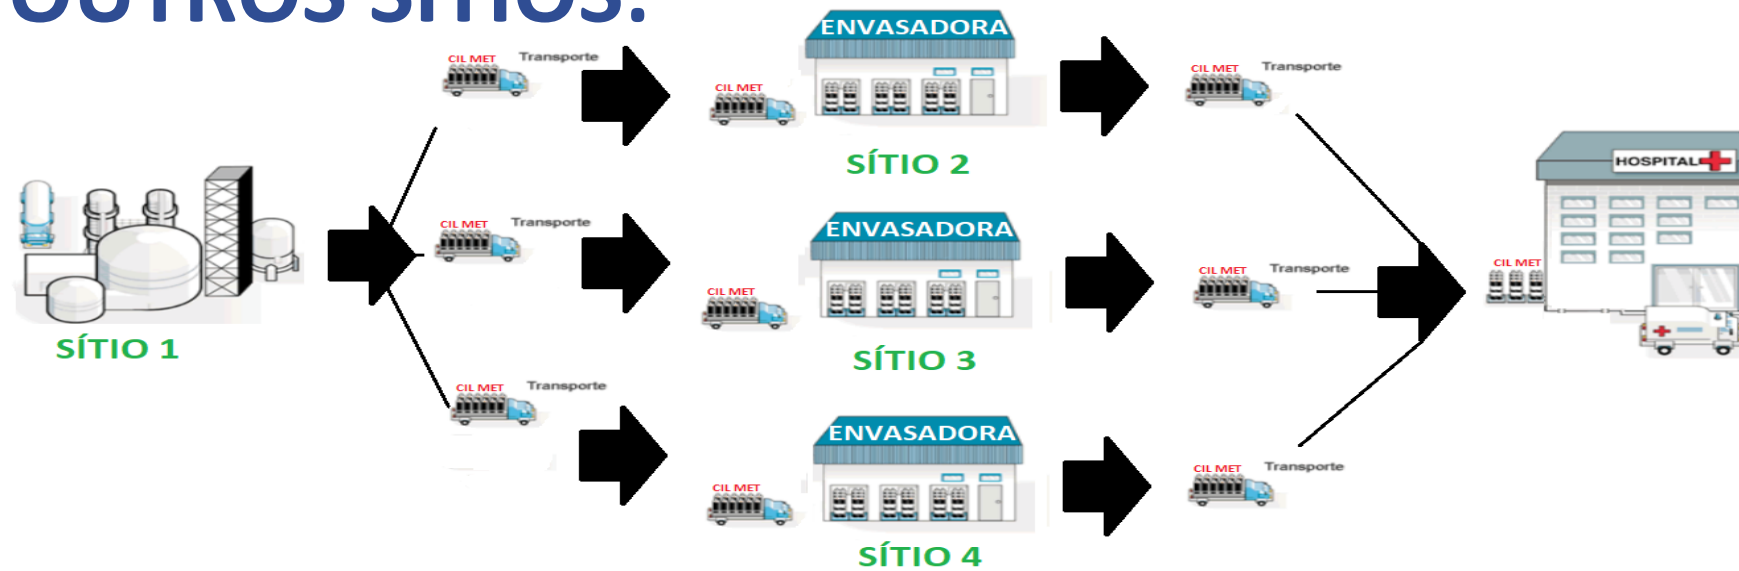 OUTROS SÍTIOS:
CIL MET Transporte
CIL MET
ENVASADORA
SÍTIO 2
CIL MET Transporte
SÍTIO 1
CIL MET Transporte
CIL MET
ENVASADORA
SÍTIO 3
CIL MET Transporte
CIL MET Transporte
CIL MET
ENVASADORA
SÍTIO 4
CIL MET Transporte
HOSPITAL
CIL MET